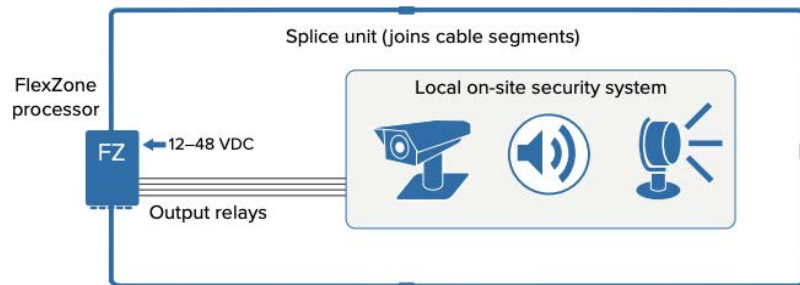 Splice unit (joins cable segments)
FlexZone
processor
Local on-site security system
FZ
12–48 VDC
Output relays